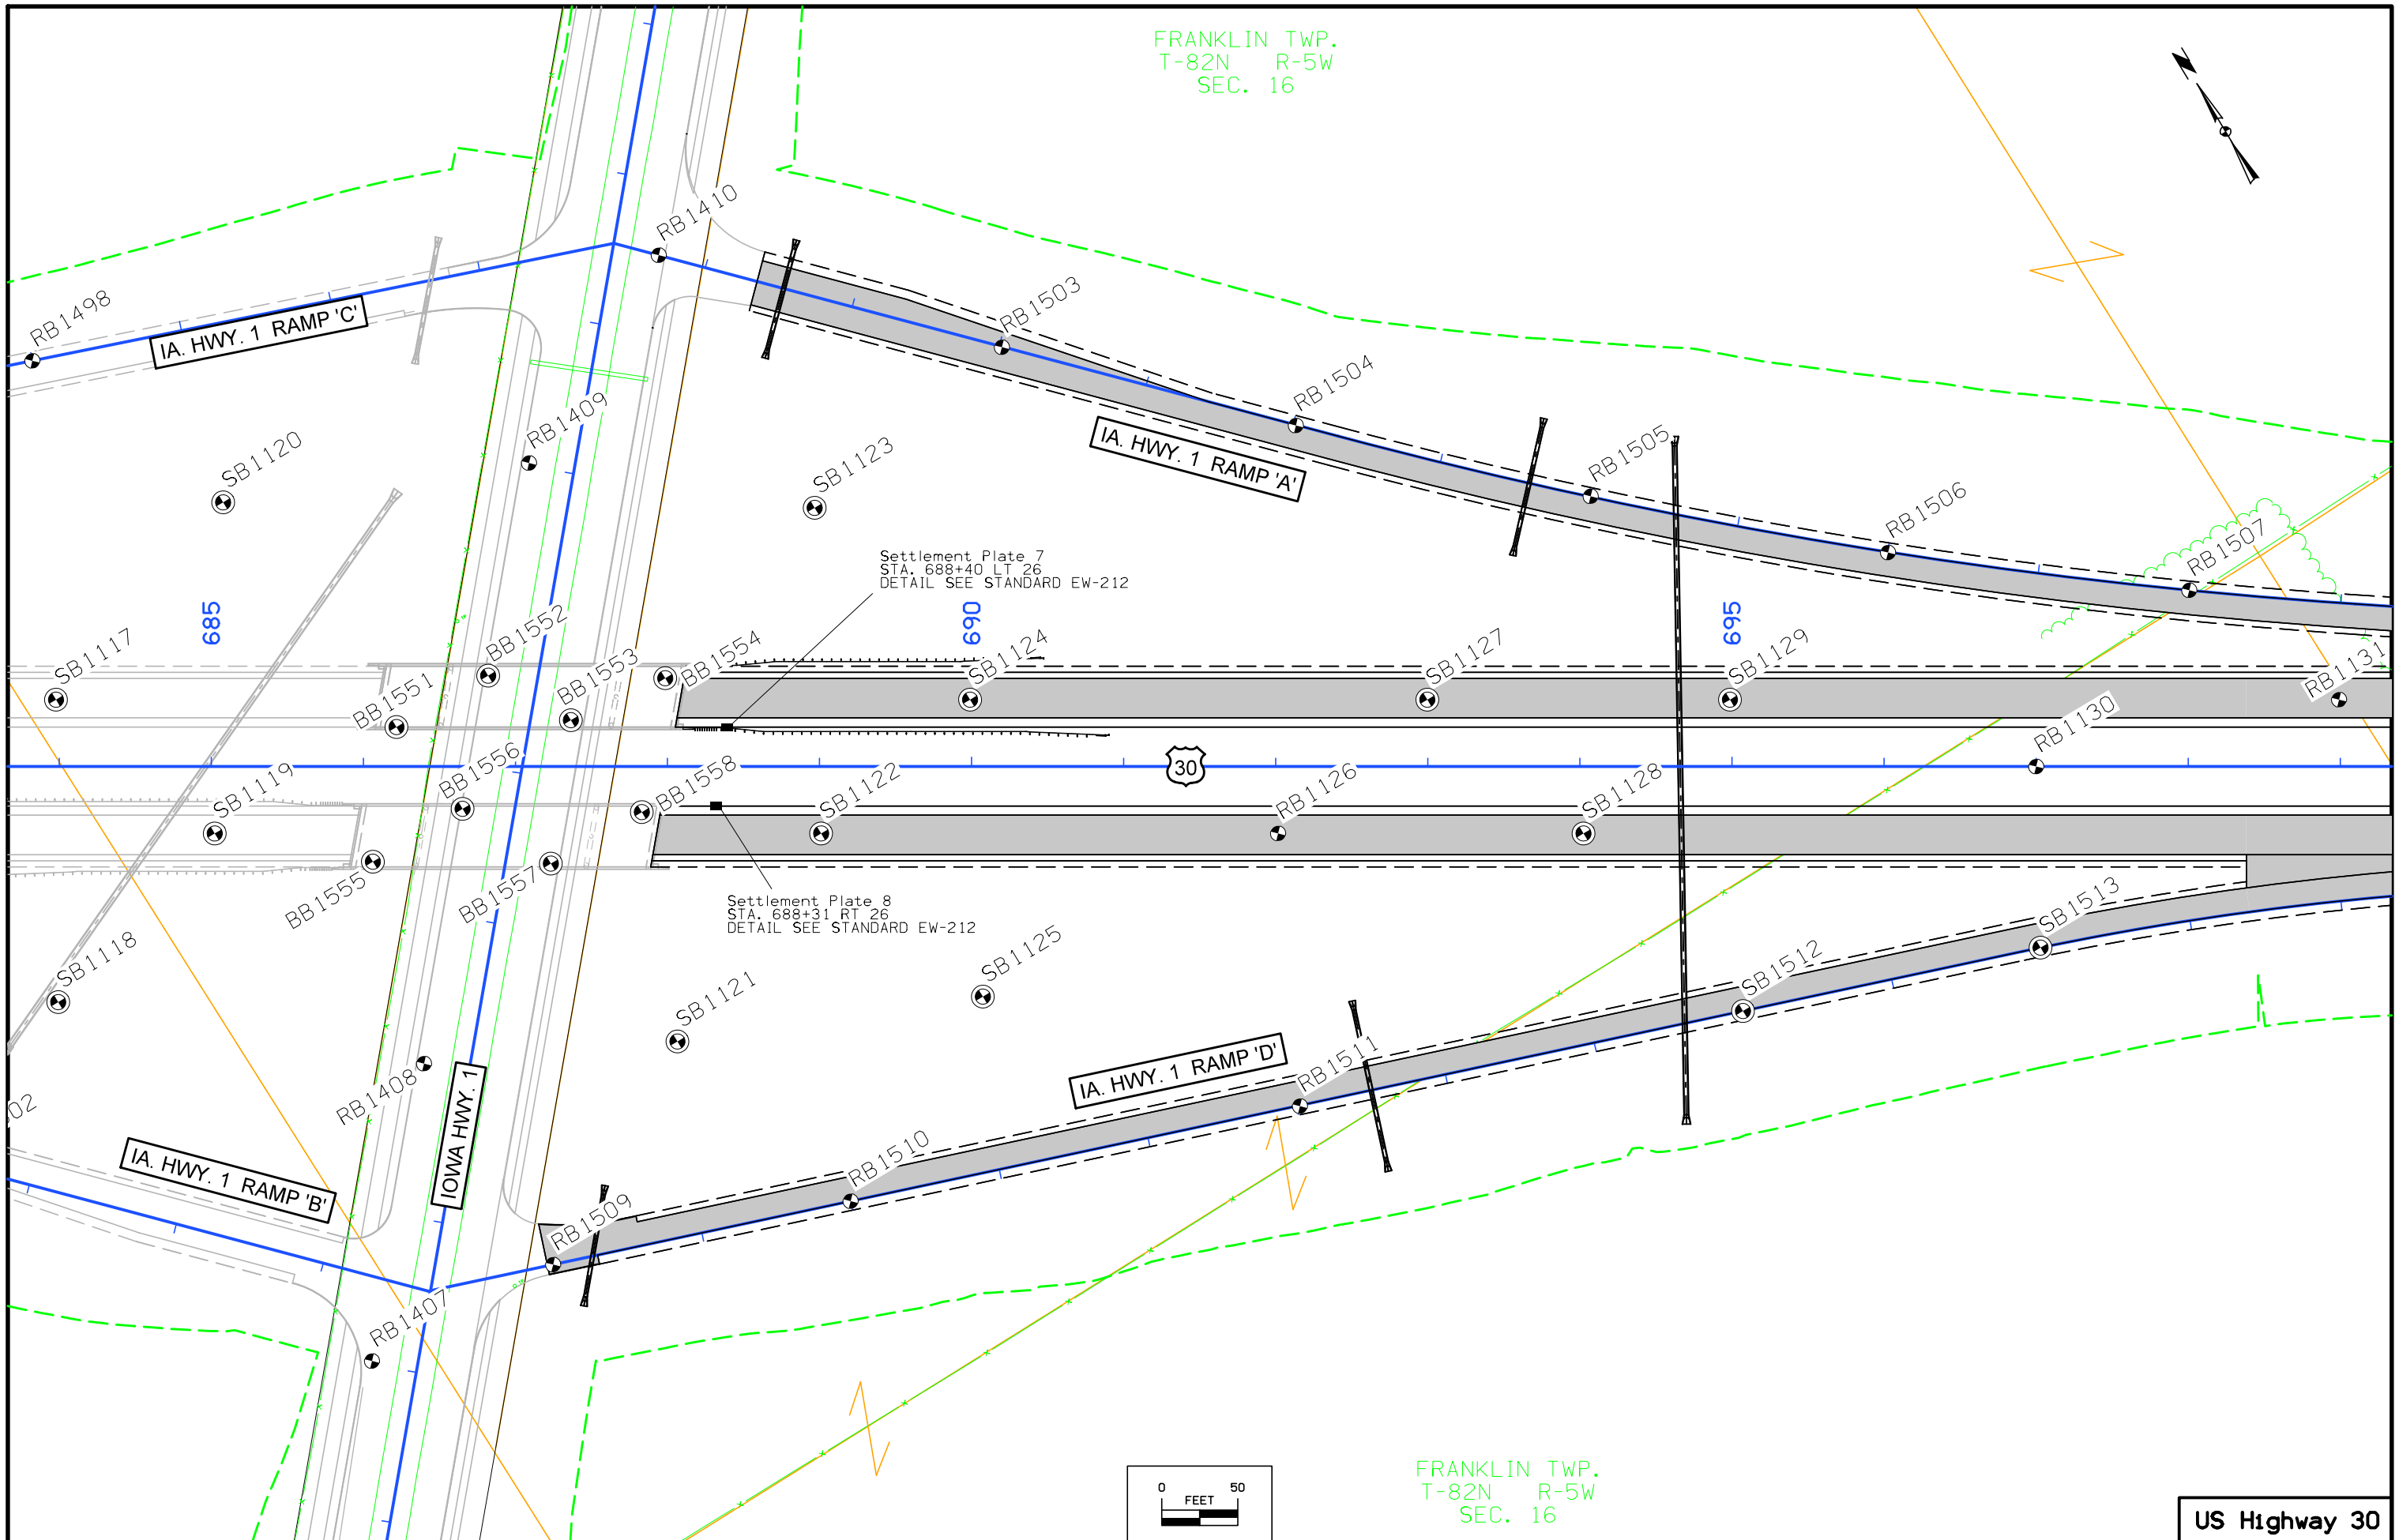 FRANKLIN TWP.
T-82N R-5W
SEC. 16
RB1410
RB1498
IA. HWY. 1 RAMP 'C'
RB1503
RB1504
RB1409
IA. HWY. 1 RAMP 'A'
RB1505
SB1120
SB1123
RB1506
RB1507
Settlement Plate 7
STA. 688+40 LT 26
DETAIL SEE STANDARD EW-212
685
690
695
SB1117
BB1551
BB1552
BB1553
BB1554
SB1124
SB1127
SB1129
RB1130
RB1131
30
SB1119
BB1556
BB1558
SB1122
RB1126
SB1128
BB1555
BB1557
Settlement Plate 8
STA. 688+31 RT 26
DETAIL SEE STANDARD EW-212
SB1118
SB1121
SB1125
SB1512
SB1513
RB1408
IOWA HWY. 1
IA. HWY. 1 RAMP 'D'
RB1511
02
IA. HWY. 1 RAMP 'B'
RB1510
RB1509
RB1407
0 50
FEET
FRANKLIN TWP.
T-82N R-5W
SEC. 16
US Highway 30